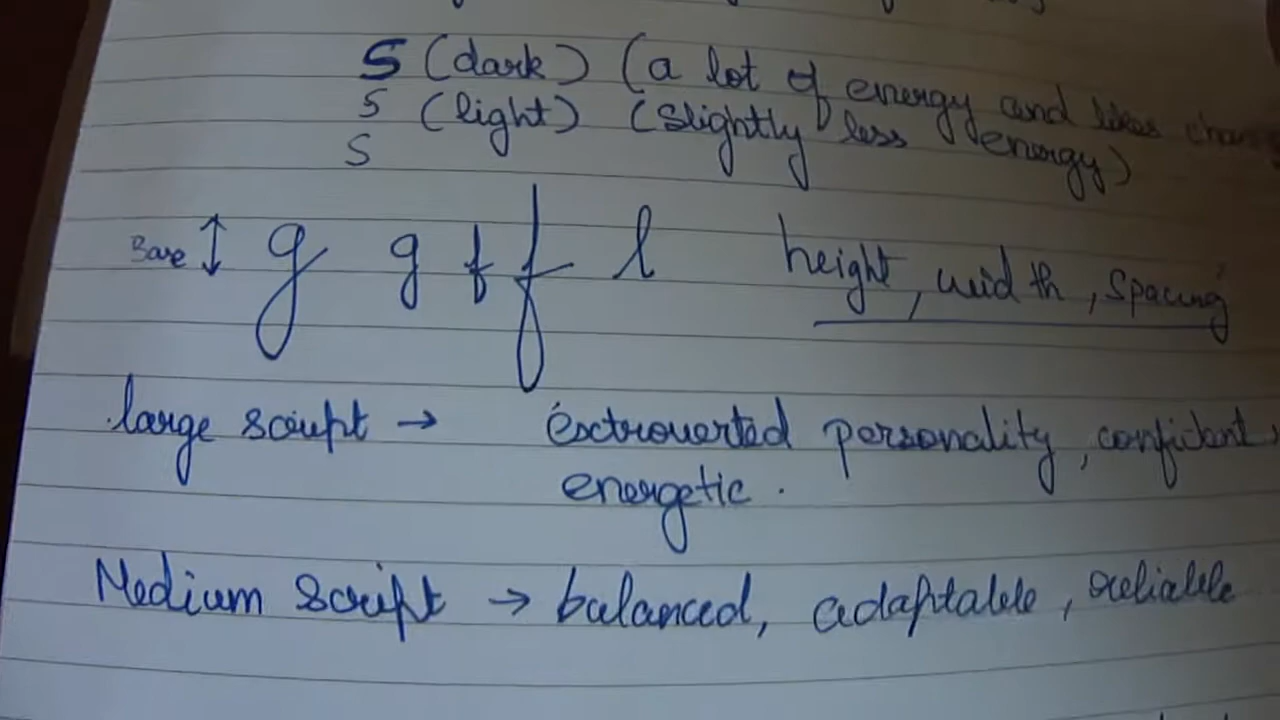 S (dark) (a lot of energy and likes
S (light) (slightly less energy)
S
Base g g f f l height, width, spacing
large script → extroverted personality, confident,
energetic.
Medium script → balanced, adaptable, reliable